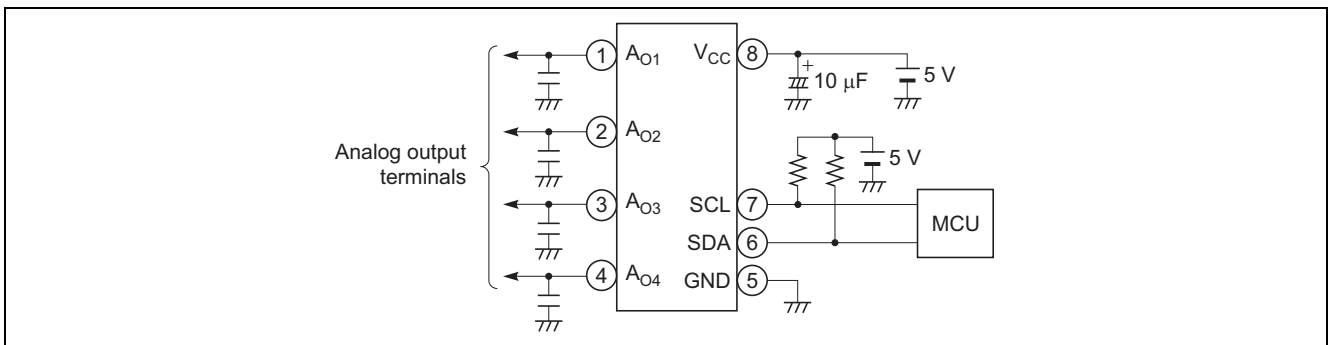 1 AO1 VCC 8
+
10 μF
5 V
2 AO2
Analog output
terminals
5 V
3 AO3 SCL 7
MCU
SDA 6
4 AO4 GND 5